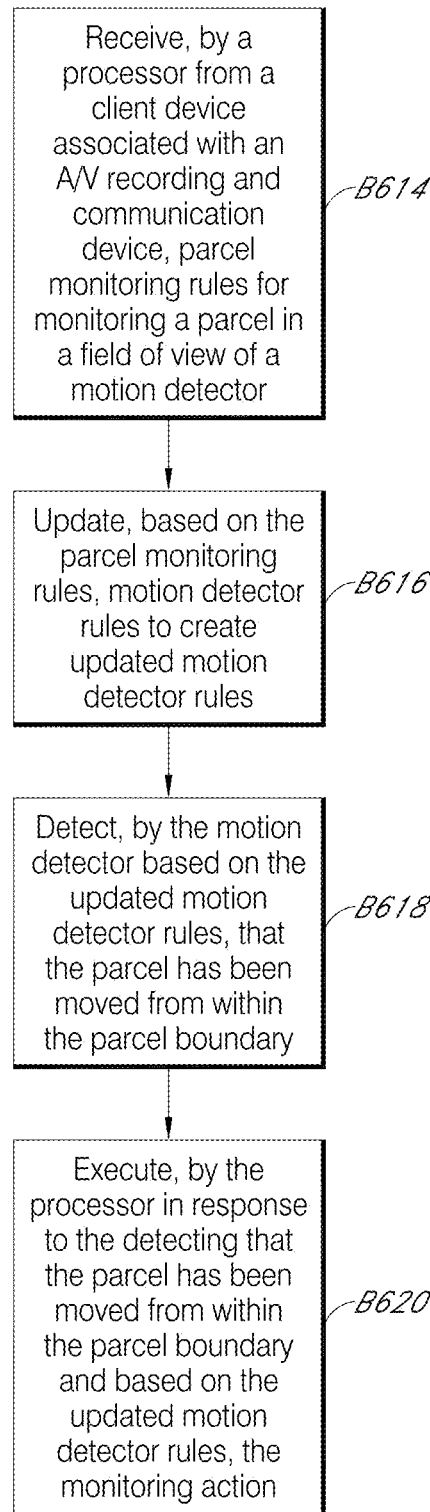 Receive, by a
processor from a
client device
associated with an
A/V recording and
communication
device, parcel
monitoring rules for
monitoring a parcel in
a field of view of a
motion detector
B614
Update, based on the
parcel monitoring
rules, motion detector
rules to create
updated motion
detector rules
B616
Detect, by the motion
detector based on the
updated motion
detector rules, that
the parcel has been
moved from within
the parcel boundary
B618
Execute, by the
processor in response
to the detecting that
the parcel has been
moved from within
the parcel boundary
and based on the
updated motion
detector rules, the
monitoring action
B620